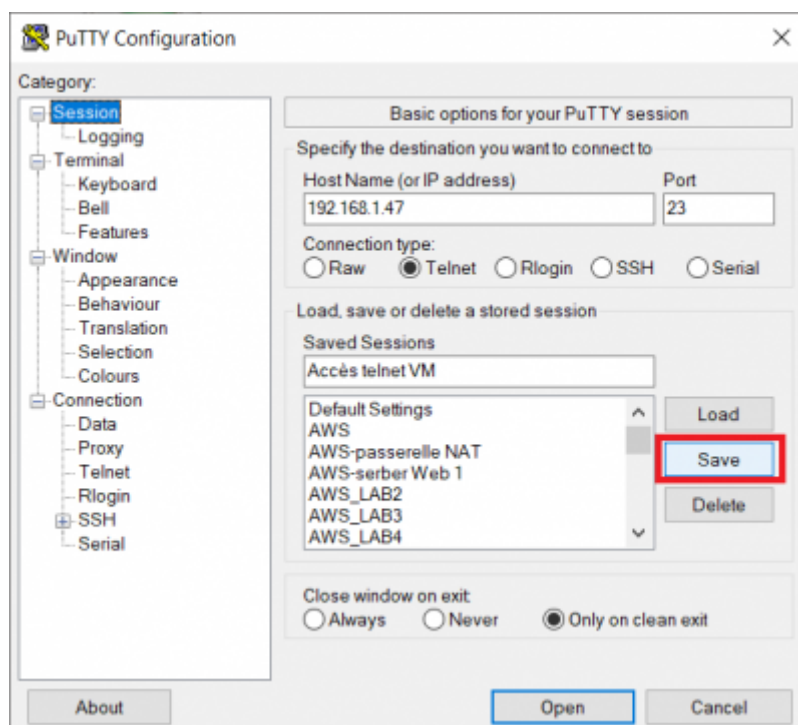 PuTTY Configuration
Category:
Session
Logging
Terminal
Keyboard
Bell
Features
Window
Appearance
Behaviour
Translation
Selection
Colours
Connection
Data
Proxy
Telnet
Rlogin
SSH
Serial
Basic options for your PuTTY session
Specify the destination you want to connect to
Host Name (or IP address) Port
192.168.1.47 23
Connection type:
Raw Telnet Rlogin SSH Serial
Load, save or delete a stored session
Saved Sessions
Accès telnet VM
Default Settings
AWS
AWS-passerelle NAT
AWS-serber Web 1
AWS_LAB2
AWS_LAB3
AWS_LAB4
Load
Save
Delete
Close window on exit:
Always Never Only on clean exit
About Open Cancel